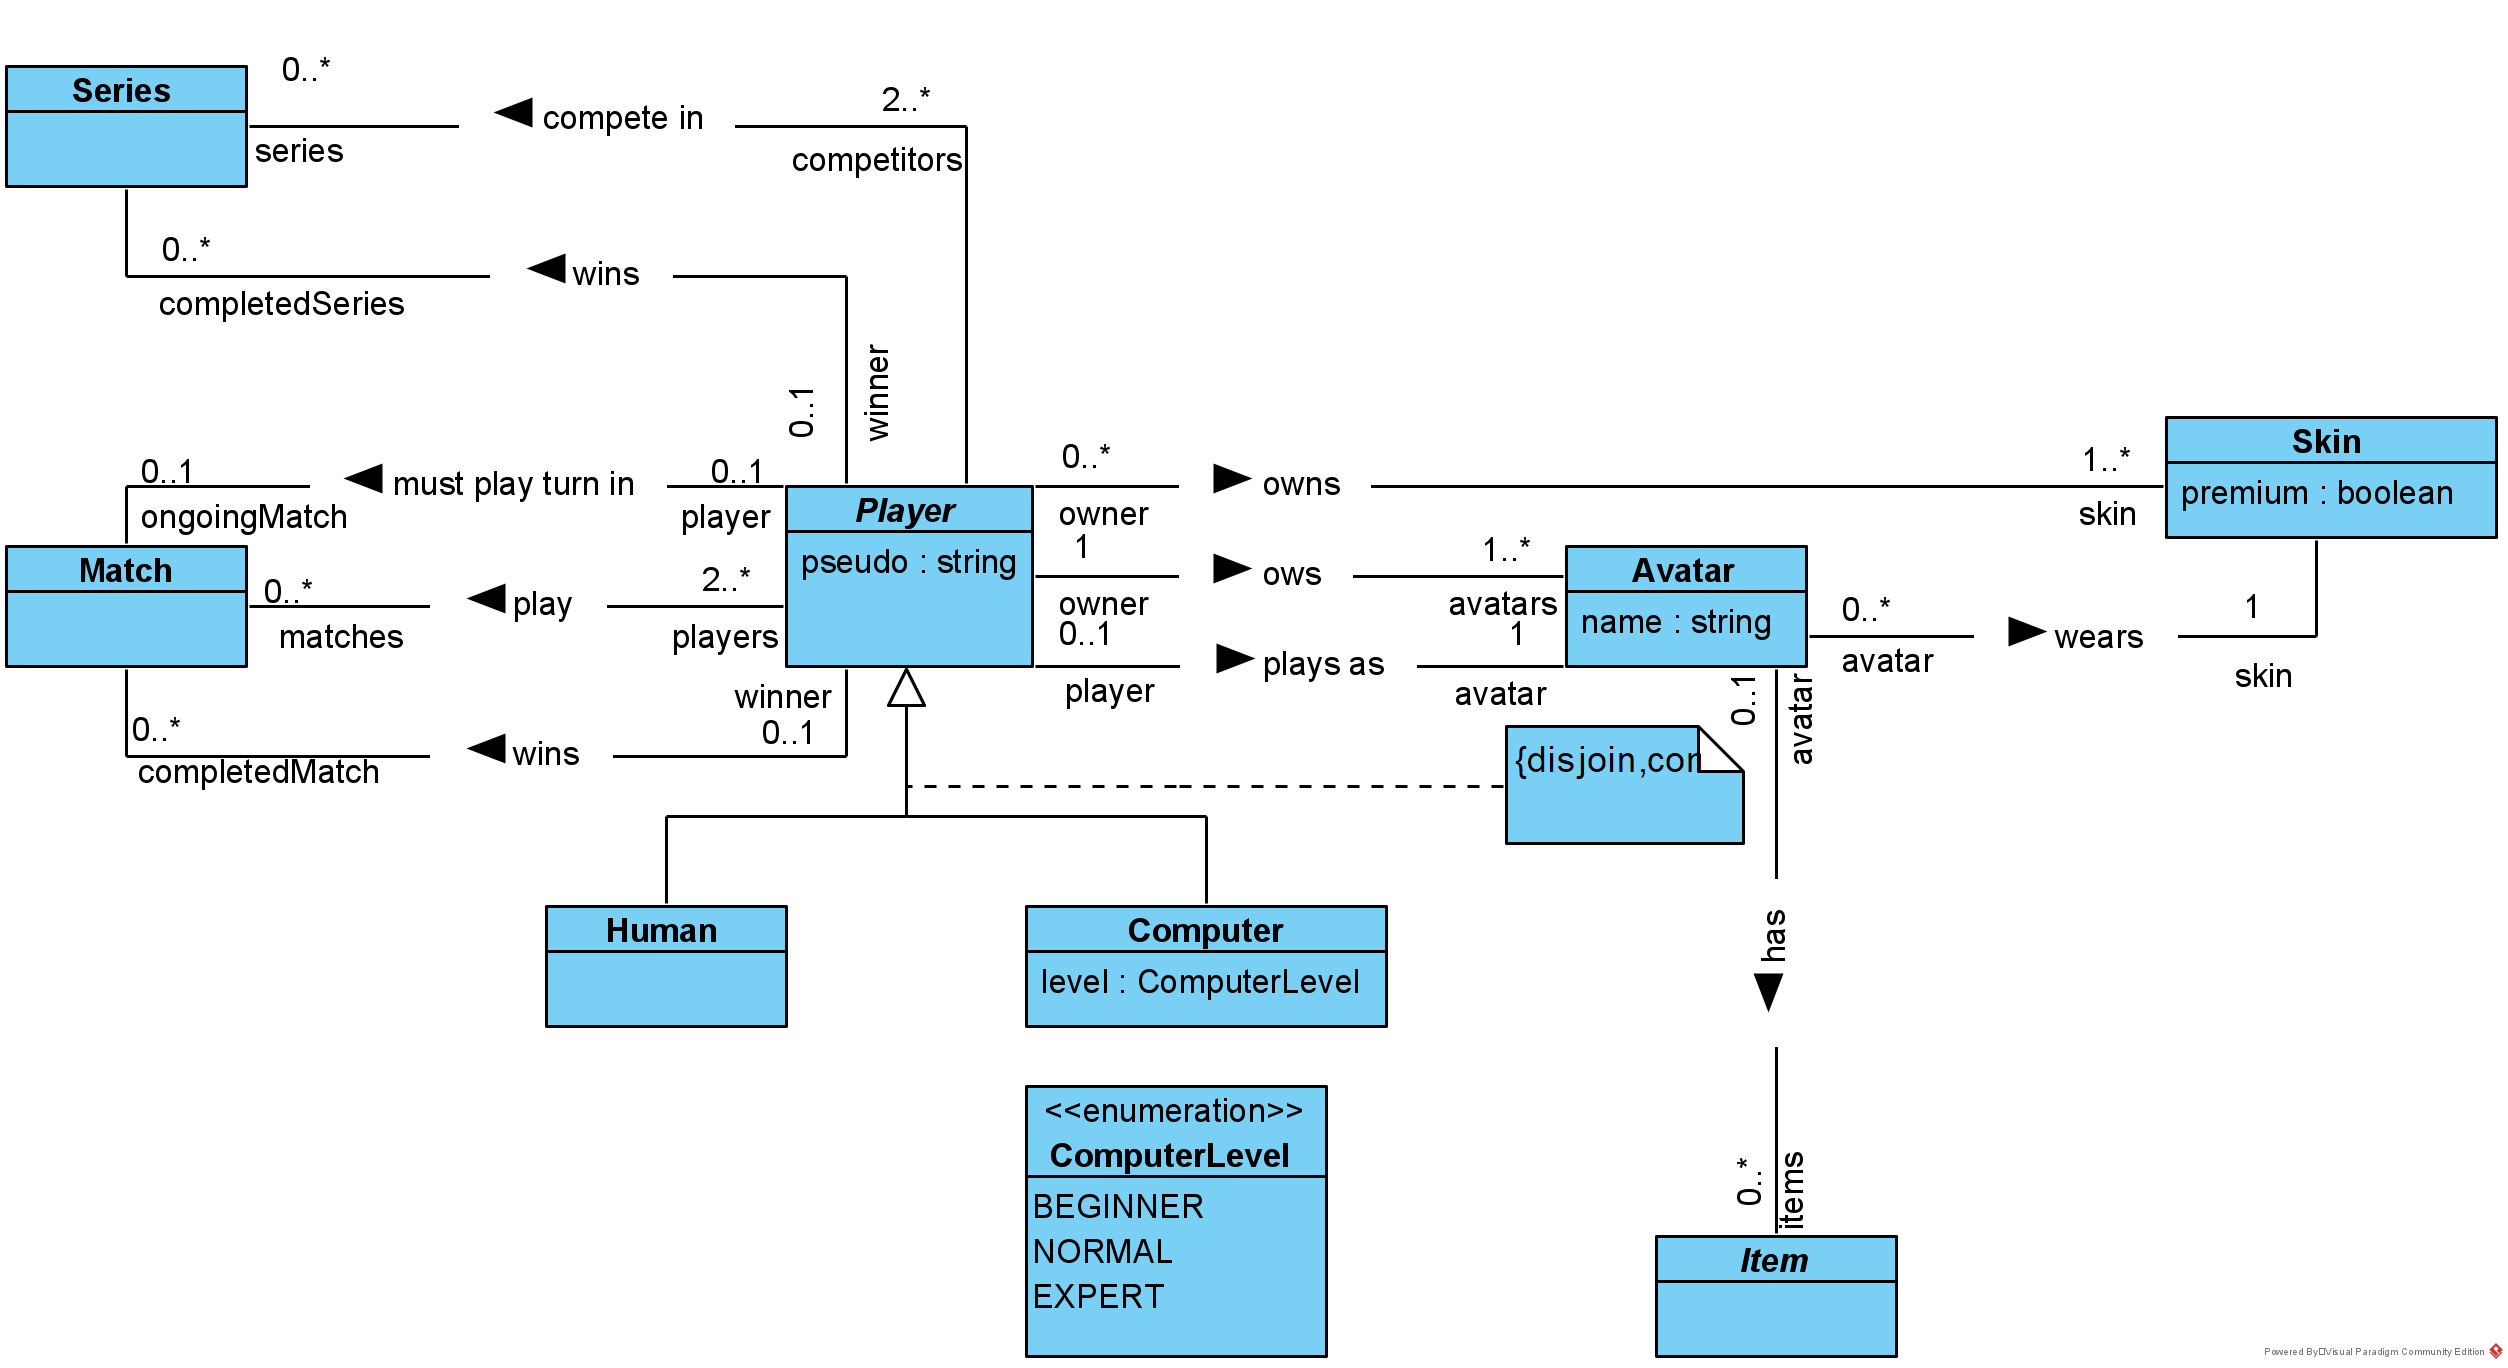 0..*
Series
compete in
2..*
series
competitors
0..*
wins
completedSeries
0..1
winner
0..1
must play turn in
0..1
ongoingMatch
player
Player
pseudo : string
0..*
owns
1..*
owner
skin
Skin
premium : boolean
Match
0..*
play
2..*
matches
players
1
ows
1..*
owner
avatars
Avatar
name : string
0..1
plays as
1
player
avatar
0..*
wears
1
avatar
skin
winner
0..*
wins
0..1
completedMatch
{disjoin,con
0..1
avatar
has
0..*
items
Human
Computer
level : ComputerLevel
<<enumeration>>
ComputerLevel
BEGINNER
NORMAL
EXPERT
Item
Powered By Visual Paradigm Community Edition